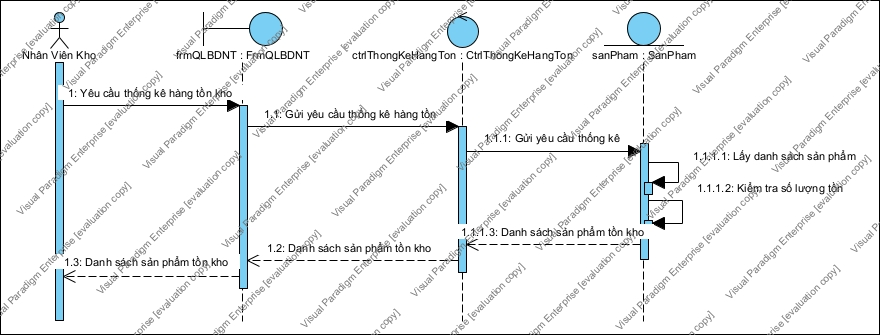 Nhân Viên Kho
frmQLBDNT : FrmQLBDNT
ctrlThongKeHangTon : CtrlThongKeHangTon
sanPham : SanPham
1: Yêu cầu thống kê hàng tồn kho
1.1: Gửi yêu cầu thống kê hàng tồn
1.1.1: Gửi yêu cầu thống kê
1.1.1.1: Lấy danh sách sản phẩm
1.1.1.2: Kiểm tra số lượng tồn
1.1.1.3: Danh sách sản phẩm tồn kho
1.2: Danh sách sản phẩm tồn kho
1.3: Danh sách sản phẩm tồn kho
Visual Paradigm Enterprise [evaluation copy]